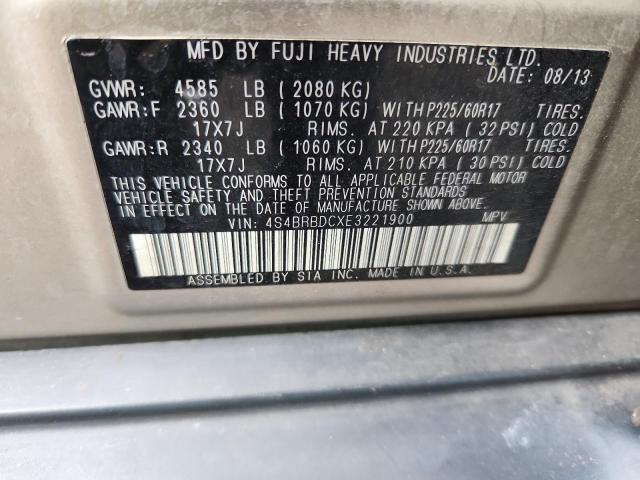 MFD BY FUJI HEAVY INDUSTRIES LTD.
DATE: 08/13
GVWR: 4585 LB ( 2080 KG)
GAWR:F 2360 LB ( 1070 KG) WITH P225/60R17 TIRES.
17X7J RIMS. AT 220 KPA ( 32 PSI) COLD
GAWR:R 2340 LB ( 1060 KG) WITH P225/60R17 TIRES.
17X7J RIMS. AT 210 KPA ( 30 PSI) COLD
THIS VEHICLE CONFORMS TO ALL APPLICABLE FEDERAL MOTOR
VEHICLE SAFETY AND THEFT PREVENTION STANDARDS
IN EFFECT ON THE DATE OF MANUFACTURE SHOWN ABOVE.
VIN: 4S4BRBDCXE3221900 MPV
ASSEMBLED BY SIA INC. MADE IN U.S.A.